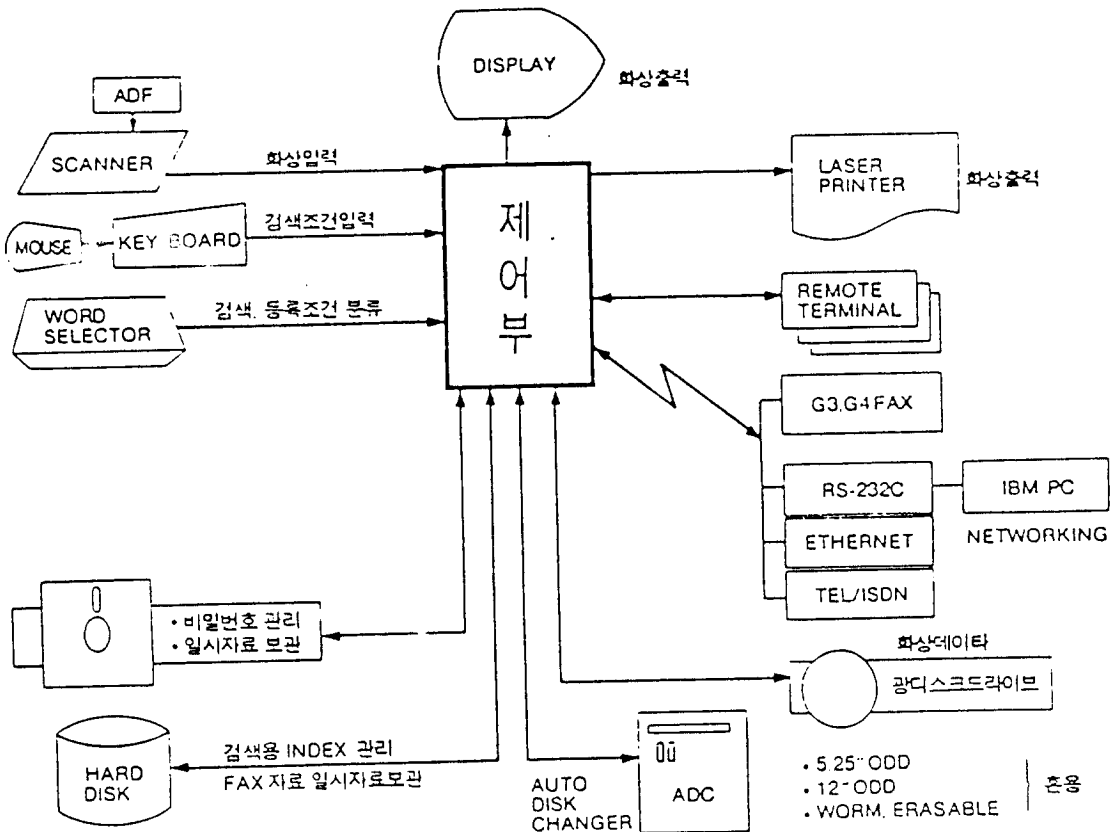 DISPLAY
화상출력
ADF
SCANNER
화상입력
LASER
PRINTER
화상출력
제
어
부
MOUSE
KEY BOARD
검색조건입력
WORD
SELECTOR
검색, 등록조건 분류
REMOTE
TERMINAL
G3,G4 FAX
RS-232C
IBM PC
NETWORKING
ETHERNET
TEL/ISDN
• 비밀번호 관리
• 일시자료 보관
화상데이타
광디스크드라이브
HARD
DISK
검색용 INDEX 관리
FAX 자료 일시자료보관
AUTO
DISK
CHANGER
ADC
• 5.25" ODD
• 12" ODD
• WORM, ERASABLE
혼용